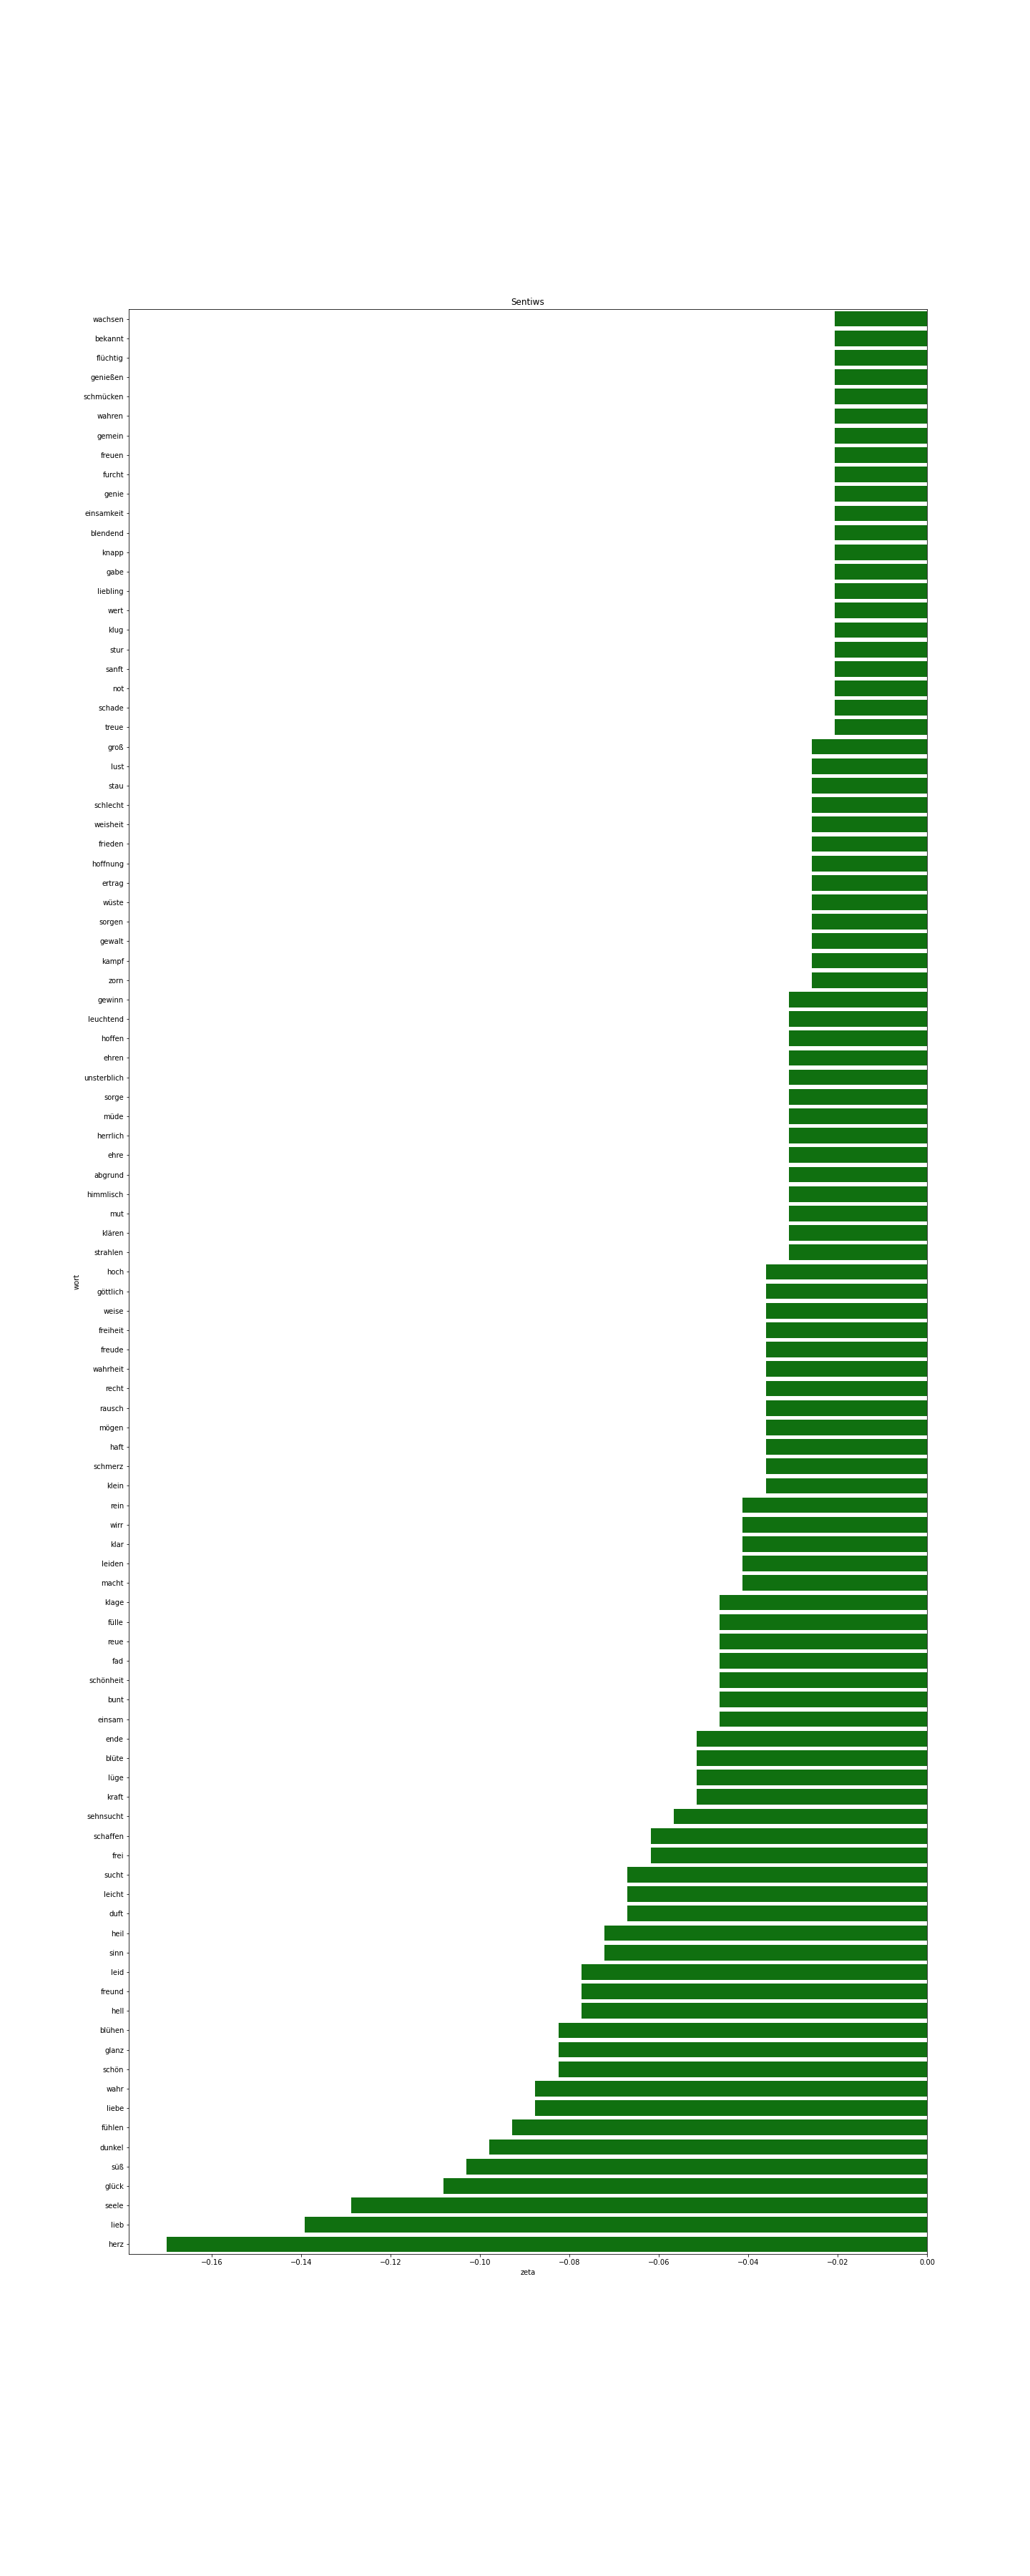 Sentiws
wachsen
bekannt
flüchtig
genießen
schmücken
wahren
gemein
freuen
furcht
genie
einsamkeit
blendend
knapp
gabe
liebling
wert
klug
stur
sanft
not
schade
treue
groß
lust
stau
schlecht
weisheit
frieden
hoffnung
ertrag
wüste
sorgen
gewalt
kampf
zorn
gewinn
leuchtend
hoffen
ehren
unsterblich
sorge
müde
herrlich
ehre
abgrund
himmlisch
mut
klären
strahlen
hoch
göttlich
weise
freiheit
freude
wahrheit
recht
rausch
mögen
haft
schmerz
klein
rein
wirr
klar
leiden
macht
klage
fülle
reue
fad
schönheit
bunt
einsam
ende
blüte
lüge
kraft
sehnsucht
schaffen
frei
sucht
leicht
duft
heil
sinn
leid
freund
hell
blühen
glanz
schön
wahr
liebe
fühlen
dunkel
süß
glück
seele
lieb
herz
wort
−0.16 −0.14 −0.12 −0.10 −0.08 −0.06 −0.04 −0.02 0.00
zeta